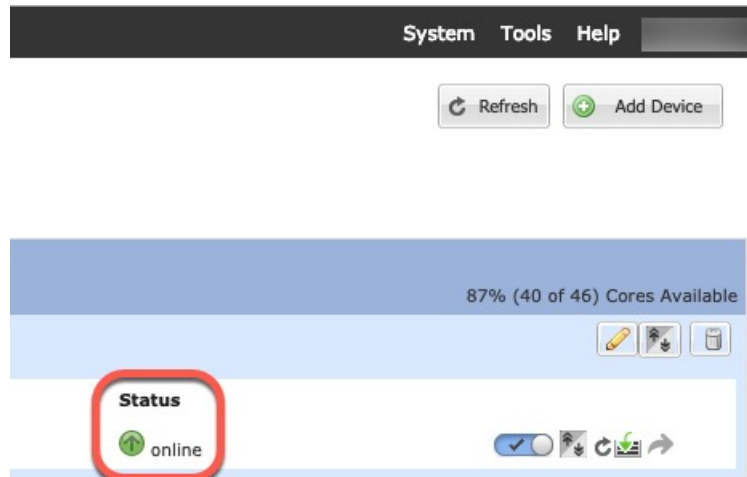 System Tools Help
Refresh Add Device
87% (40 of 46) Cores Available
Status
online